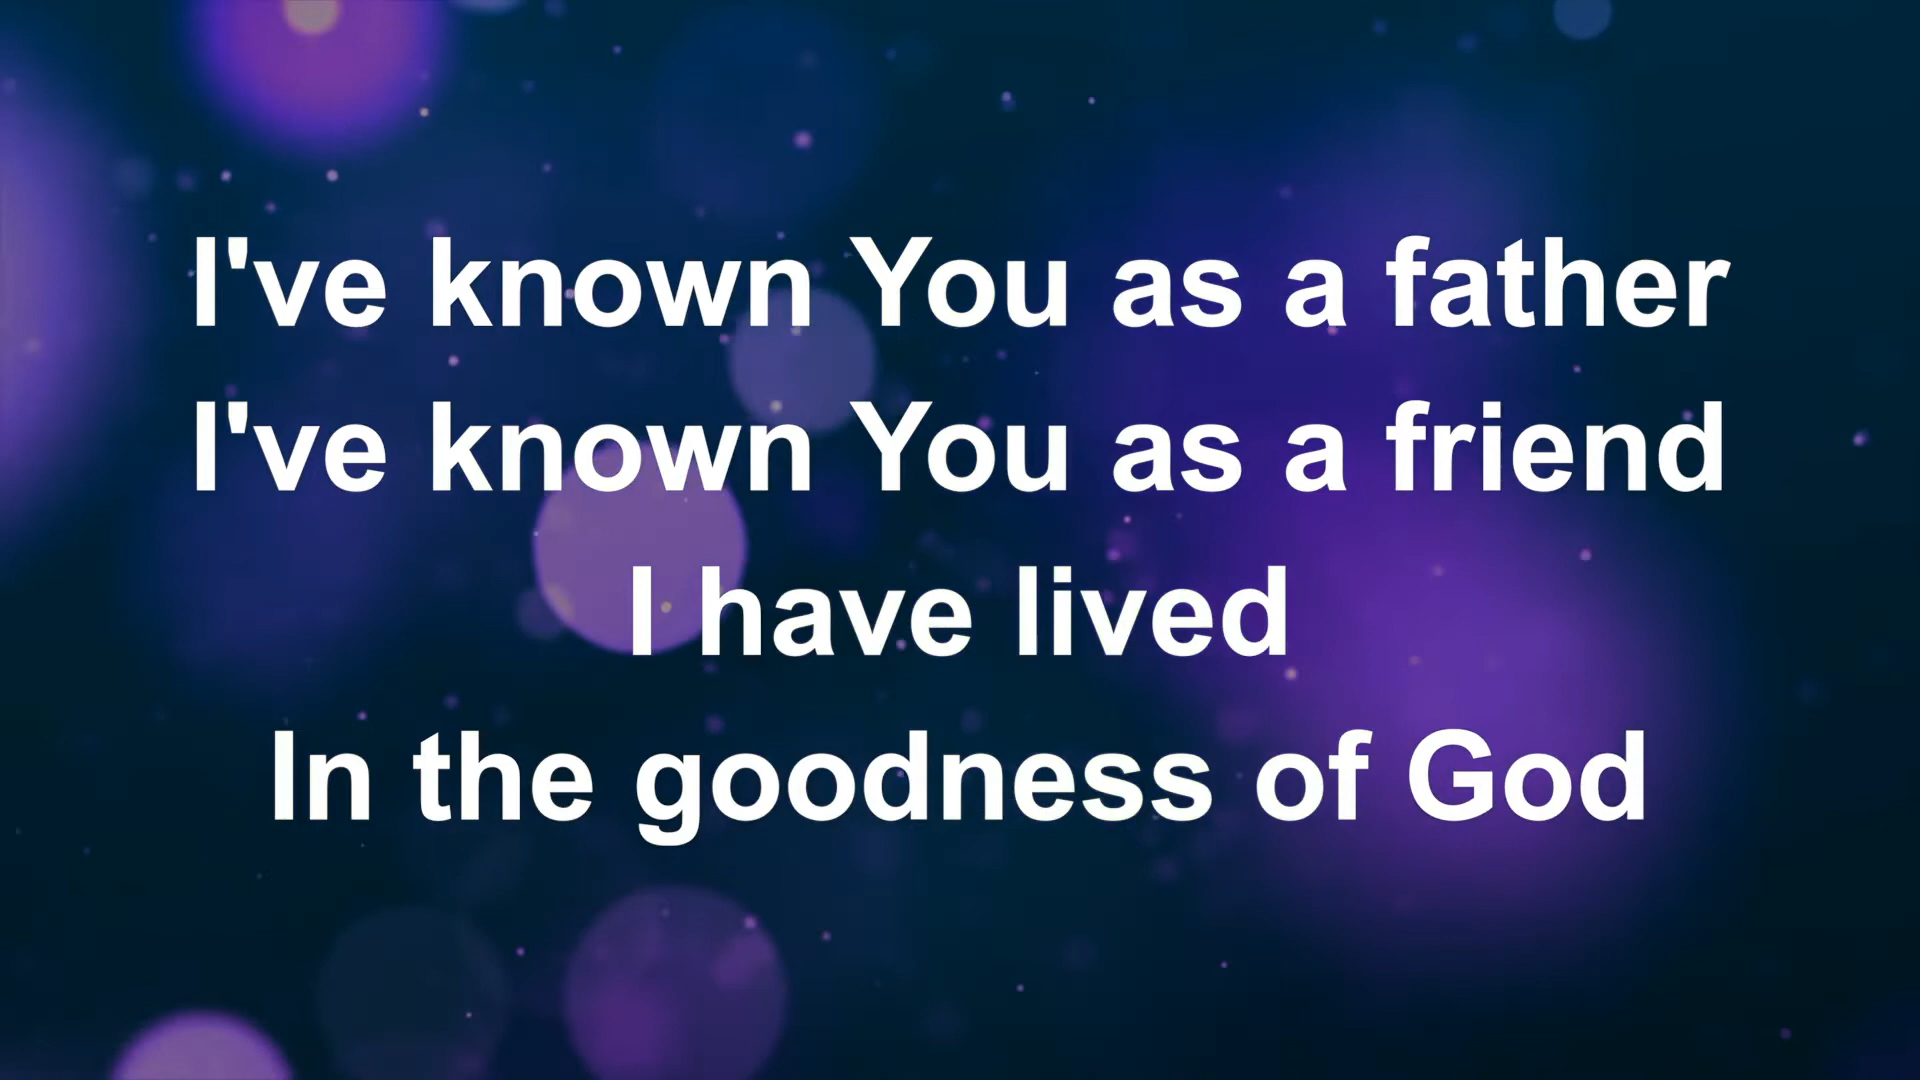 I've known You as a father
I've known You as a friend
I have lived
In the goodness of God